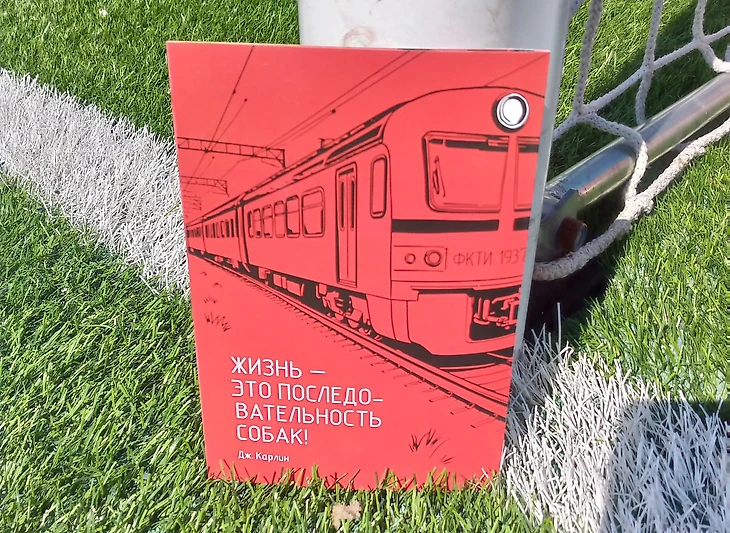 ФКТИ 1937
ЖИЗНЬ —
ЭТО ПОСЛЕДО-
ВАТЕЛЬНОСТЬ
СОБАК!
Дж. Карлин